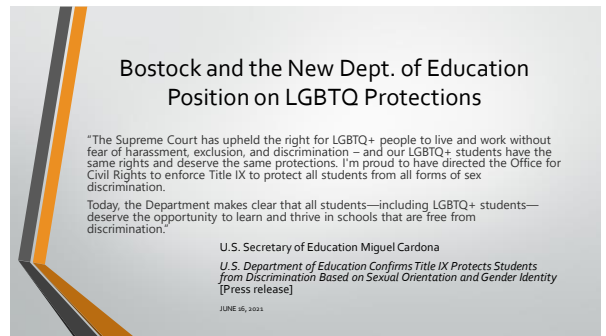 Bostock and the New Dept. of Education
Position on LGBTQ Protections
“The Supreme Court has upheld the right for LGBTQ+ people to live and work without
fear of harassment, exclusion, and discrimination – and our LGBTQ+ students have the
same rights and deserve the same protections. I'm proud to have directed the Office for
Civil Rights to enforce Title IX to protect all students from all forms of sex
discrimination.
Today, the Department makes clear that all students—including LGBTQ+ students—
deserve the opportunity to learn and thrive in schools that are free from
discrimination.”
U.S. Secretary of Education Miguel Cardona
U.S. Department of Education Confirms Title IX Protects Students
from Discrimination Based on Sexual Orientation and Gender Identity
[Press release]
JUNE 16, 2021